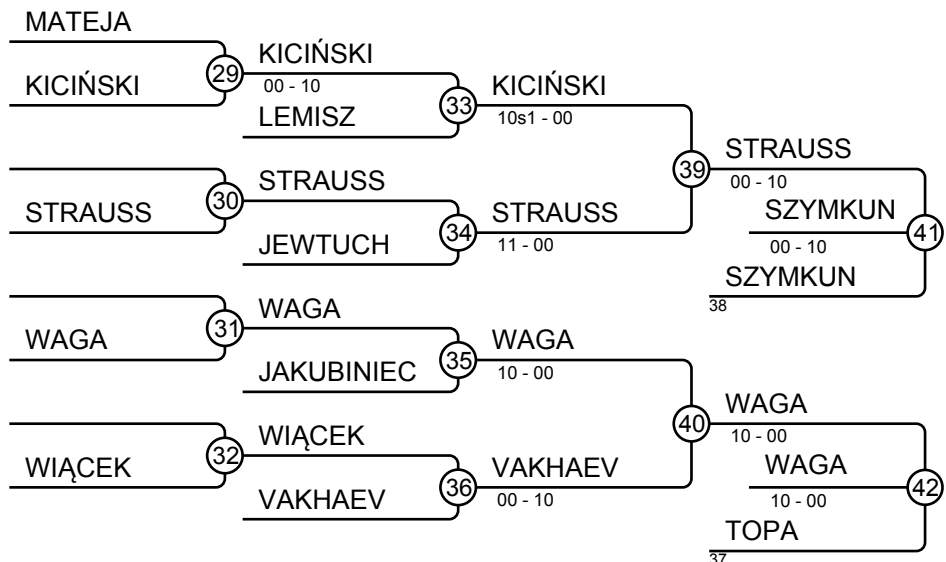 MATEJA
29
KICIŃSKI
00 - 10
KICIŃSKI
33
KICIŃSKI
10s1 - 00
LEMISZ
39
STRAUSS
00 - 10
30
STRAUSS
STRAUSS
34
STRAUSS
11 - 00
JEWTUCH
SZYMKUN
41
00 - 10
SZYMKUN
38
31
WAGA
WAGA
35
WAGA
10 - 00
JAKUBINIEC
40
WAGA
10 - 00
32
WIĄCEK
WIĄCEK
36
VAKHAEV
00 - 10
VAKHAEV
WAGA
42
10 - 00
TOPA
37